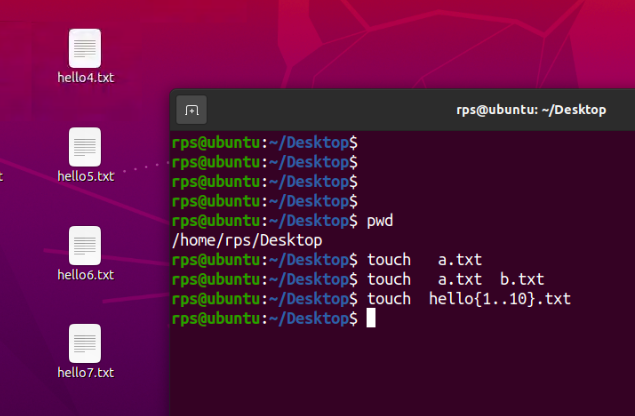 hello4.txt
hello5.txt
hello6.txt
hello7.txt
t
rps@ubuntu: ~/Desktop
rps@ubuntu:~/Desktop$
rps@ubuntu:~/Desktop$
rps@ubuntu:~/Desktop$
rps@ubuntu:~/Desktop$
rps@ubuntu:~/Desktop$ pwd
/home/rps/Desktop
rps@ubuntu:~/Desktop$ touch   a.txt
rps@ubuntu:~/Desktop$ touch   a.txt  b.txt
rps@ubuntu:~/Desktop$ touch  hello{1..10}.txt
rps@ubuntu:~/Desktop$